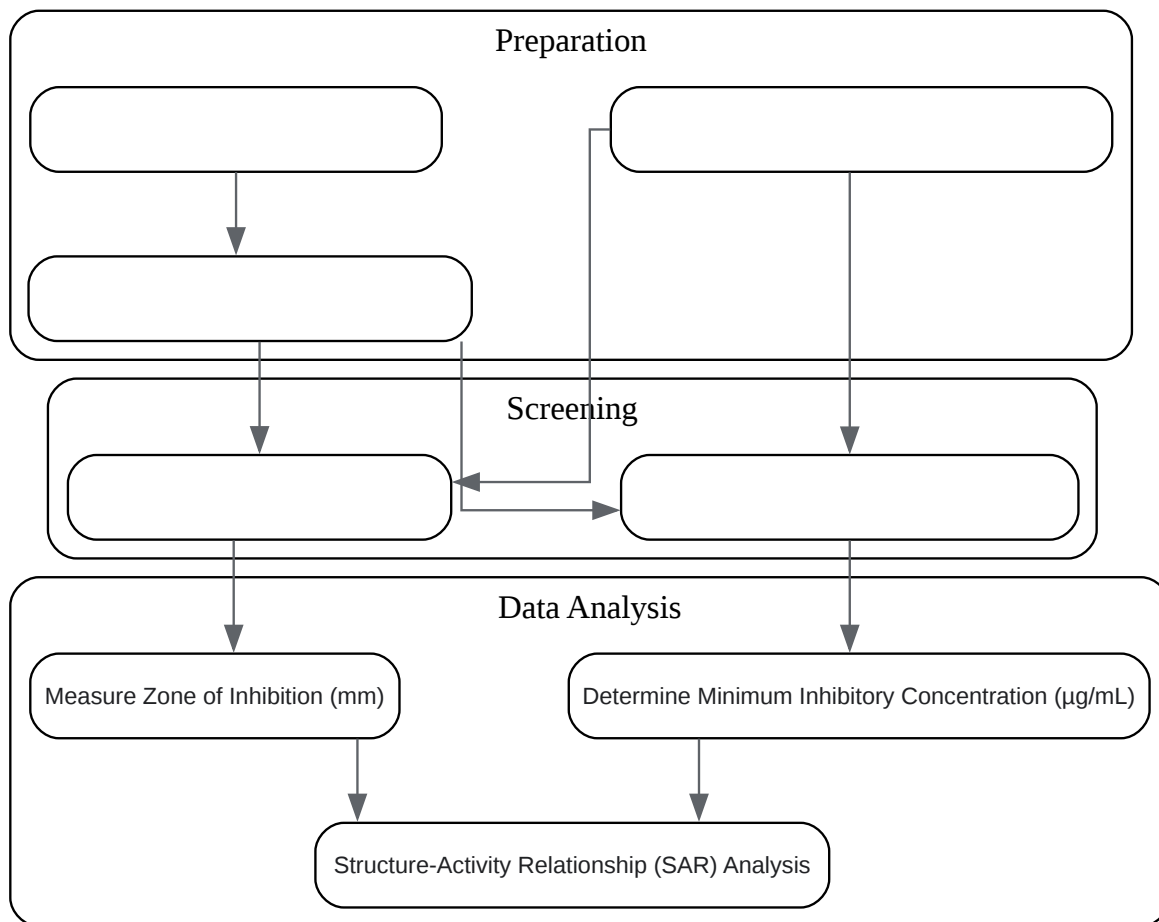 Preparation
Screening
Data Analysis
Measure Zone of Inhibition (mm)
Determine Minimum Inhibitory Concentration (µg/mL)
Structure-Activity Relationship (SAR) Analysis